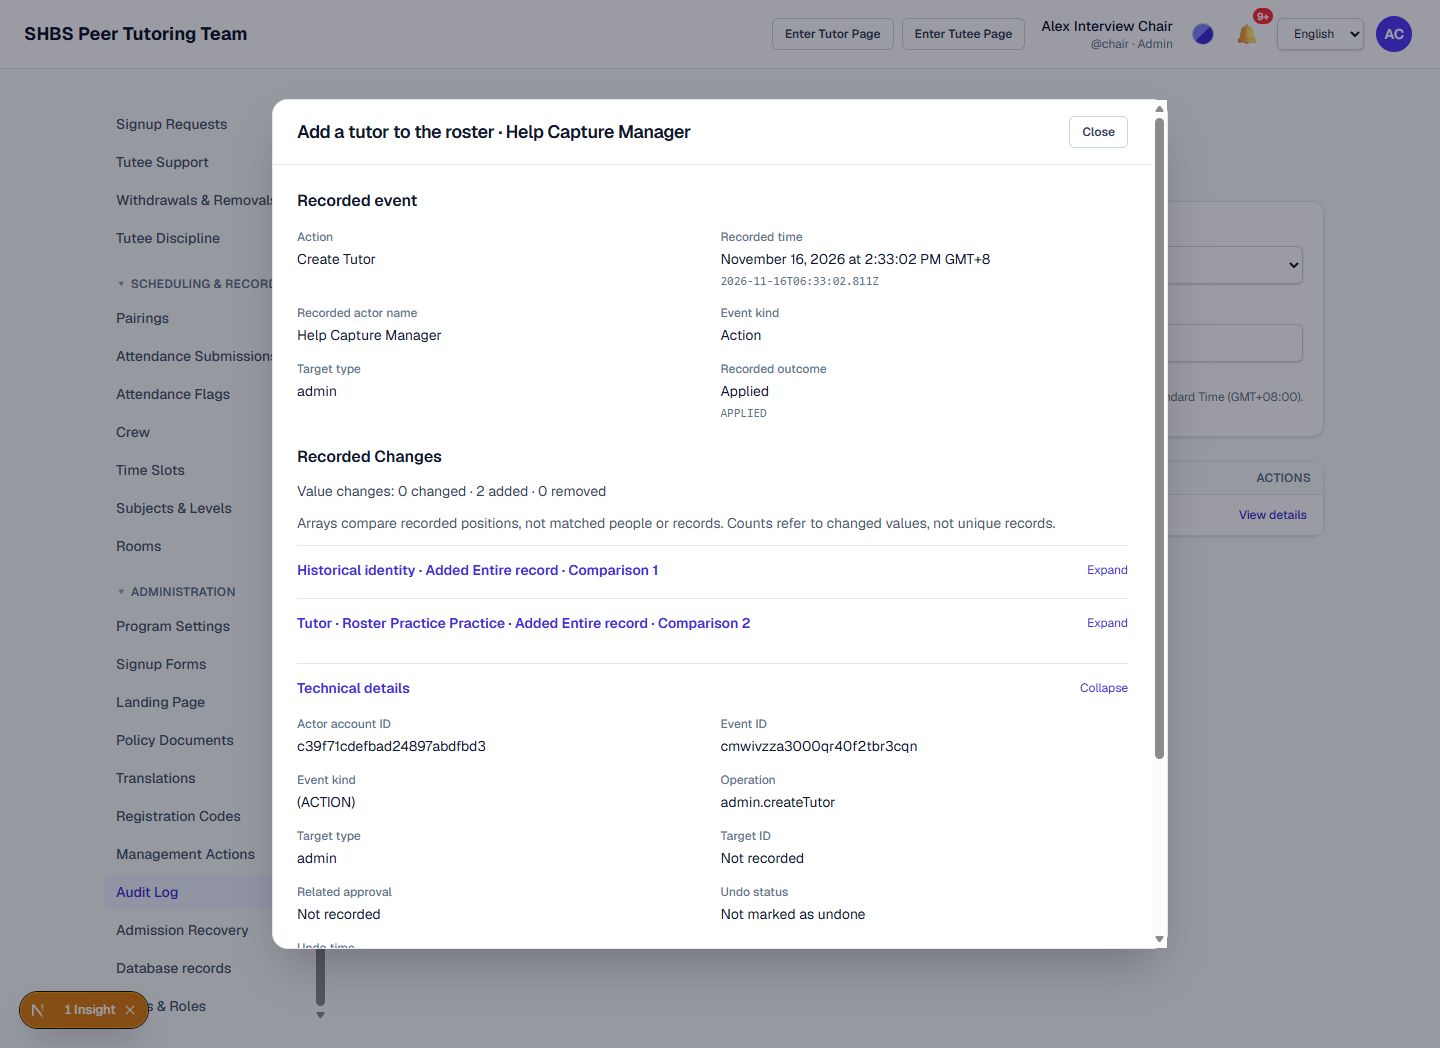 SHBS Peer Tutoring Team
Enter Tutor Page
Enter Tutee Page
Alex Interview Chair
@chair · Admin
9+
English
AC
Signup Requests
Tutee Support
Withdrawals & Removals
Tutee Discipline
SCHEDULING & RECORD
Pairings
Attendance Submissions
Attendance Flags
Crew
Time Slots
Subjects & Levels
Rooms
ADMINISTRATION
Program Settings
Signup Forms
Landing Page
Policy Documents
Translations
Registration Codes
Management Actions
Audit Log
Admission Recovery
Database records
s & Roles
N 1 Insight
Add a tutor to the roster · Help Capture Manager
Close
Recorded event
Action
Create Tutor
Recorded time
November 16, 2026 at 2:33:02 PM GMT+8
2026-11-16T06:33:02.811Z
Recorded actor name
Help Capture Manager
Event kind
Action
Target type
admin
Recorded outcome
Applied
APPLIED
Recorded Changes
Value changes: 0 changed · 2 added · 0 removed
Arrays compare recorded positions, not matched people or records. Counts refer to changed values, not unique records.
Historical identity · Added Entire record · Comparison 1
Expand
Tutor · Roster Practice Practice · Added Entire record · Comparison 2
Expand
Technical details
Collapse
Actor account ID
c39f71cdefbad24897abdfbd3
Event ID
cmwivzza3000qr40f2tbr3cqn
Event kind
(ACTION)
Operation
admin.createTutor
Target type
admin
Target ID
Not recorded
Related approval
Not recorded
Undo status
Not marked as undone
Undo time
ndard Time (GMT+08:00).
ACTIONS
View details